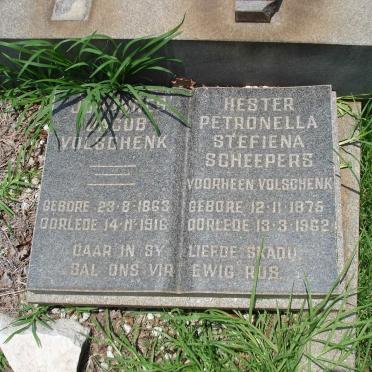 JACOB
VOLSCHENK
GEBORE 29-8-1863
OORLEDE 14-11-1916
HESTER
PETRONELLA
STEFIENA
SCHEEPERS
VOORHEEN VOLSCHENK
GEBORE 12-11-1875
OORLEDE 13-3-1962
DAAR IN SY LIEFDE SKADU
SAL ONS VIR EWIG RUS.